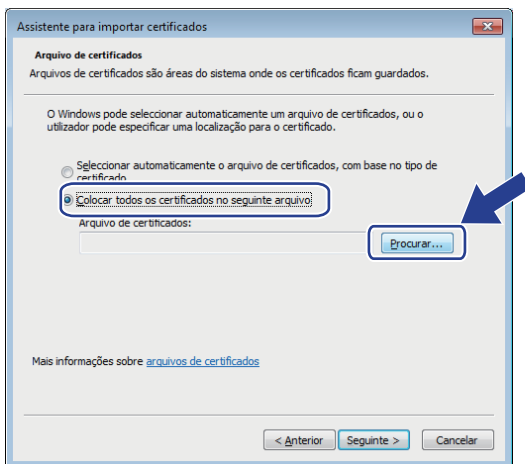 Assistente para importar certificados
Arquivo de certificados
Arquivos de certificados são áreas do sistema onde os certificados ficam guardados.
O Windows pode seleccionar automaticamente um arquivo de certificados, ou o
utilizador pode especificar uma localização para o certificado.
Seleccionar automaticamente o arquivo de certificados, com base no tipo de
certificado
Colocar todos os certificados no seguinte arquivo
Arquivo de certificados:
Procurar...
Mais informações sobre arquivos de certificados
< Anterior Seguinte > Cancelar